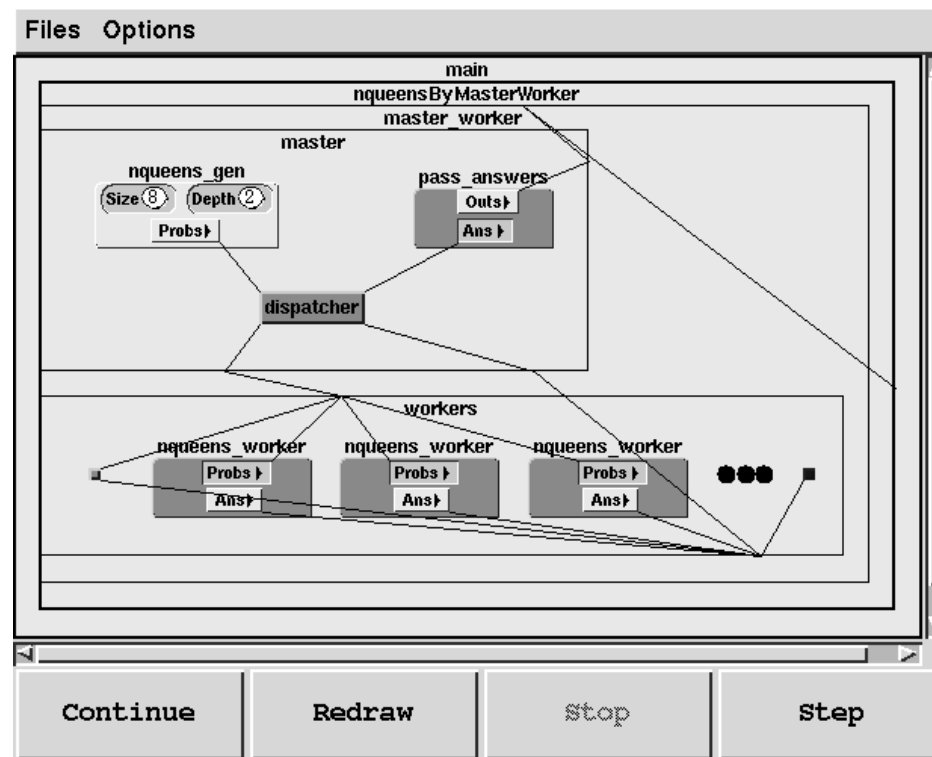 Files Options
main
nqueensByMasterWorker
master_worker
master
nqueens_gen
pass_answers
Size 8 Depth 2
Outs
Probs
Ans
dispatcher
workers
nqueens_worker nqueens_worker nqueens_worker
Probs Probs Probs
Ans Ans Ans
Continue Redraw Stop Step